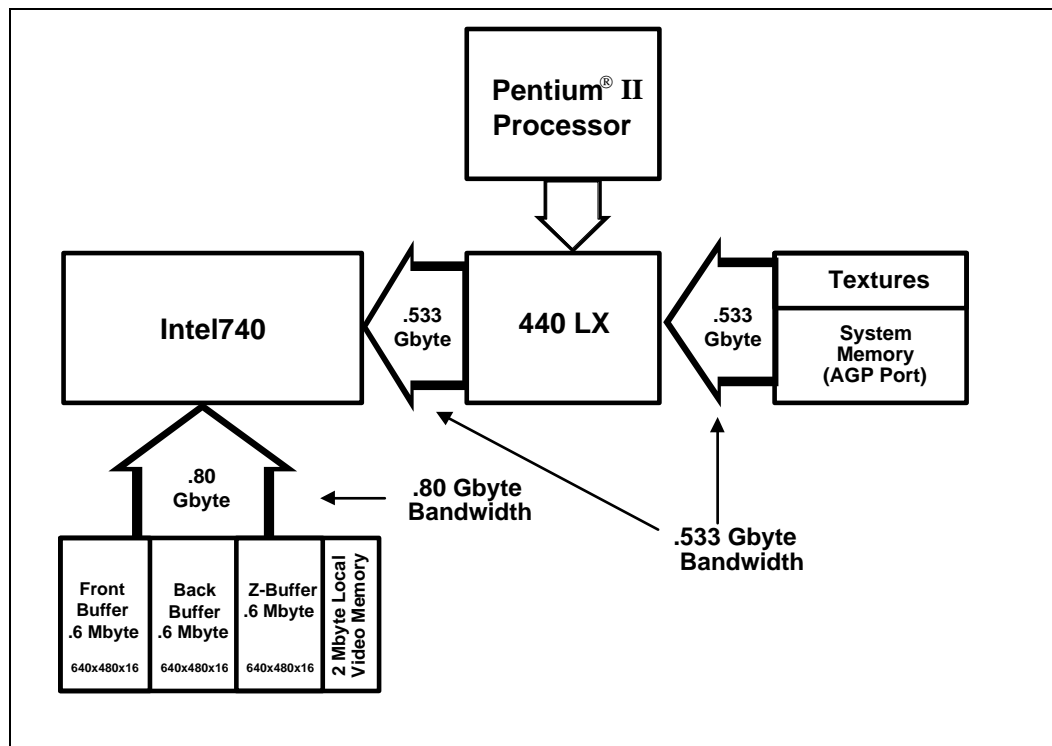 Pentium® II
Processor
Intel740
.533
Gbyte
440 LX
.533
Gbyte
Textures
System
Memory
(AGP Port)
.80
Gbyte
.80 Gbyte
Bandwidth
.533 Gbyte
Bandwidth
Front
Buffer
.6 Mbyte
640x480x16
Back
Buffer
.6 Mbyte
640x480x16
Z-Buffer
.6 Mbyte
640x480x16
2 Mbyte Local
Video Memory